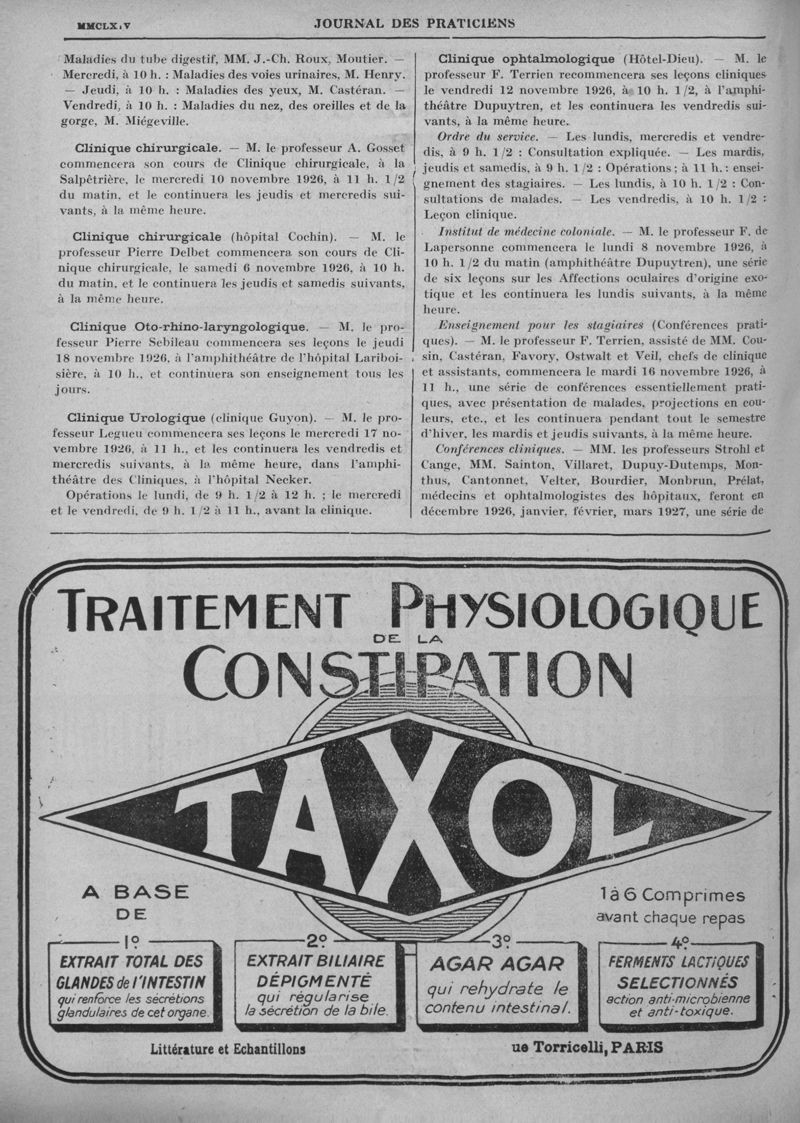 JOURNAL DES PRATICIENS
Maladies du tube digestif, MM. J.-Ch. Roux, Moutier. —
Mercredi, à 10 h. : Maladies des voies urinaires, M. Henry.
— Jeudi, à 10 h. : Maladies des yeux, M. Castéran. —
Vendredi, à 10 h. : Maladies du nez, des oreilles et de la
gorge, M. Miégeville.
Clinique chirurgicale. — M. le professeur A. Gosset
commencera son cours de Clinique chirurgicale, à la
Salpêtrière, le mercredi 10 novembre 1926, à 11 h. 1/2
du matin, et le continuera les jeudis et mercredis sui-
vants, à la même heure.
Clinique chirurgicale (hôpital Cochin). — M. le
professeur Pierre Delbet commencera son cours de Cli-
nique chirurgicale, le samedi 6 novembre 1926, à 10 h.
du matin, et le continuera les jeudis et samedis suivants,
à la même heure.
Clinique Oto-rhino-laryngologique. — M. le pro-
fesseur Pierre Sebileau commencera ses leçons le jeudi
18 novembre 1926, à l'amphithéâtre de l'hôpital Lariboi-
sière, à 10 h., et continuera son enseignement tous les
jours.
Clinique Urologique (clinique Guyon). — M. le pro-
fesseur Legueu commencera ses leçons le mercredi 17 no-
vembre 1926, à 11 h., et les continuera les vendredis et
mercredis suivants, à la même heure, dans l'amphi-
théâtre des Cliniques, à l'hôpital Necker.
Opérations le lundi, de 9 h. 1/2 à 12 h. ; le mercredi
et le vendredi, de 9 h. 1/2 à 11 h., avant la clinique.
Clinique ophtalmologique (Hôtel-Dieu). — M. le
professeur F. Terrien recommencera ses leçons cliniques
le vendredi 12 novembre 1926, à 10 h. 1/2, à l'amphi-
théâtre Dupuytren, et les continuera les vendredis sui-
vants, à la même heure.
Ordre du service. — Les lundis, mercredis et vendre-
dis, à 9 h. 1/2 : Consultation expliquée. — Les mardis,
jeudis et samedis, à 9 h. 1/2 : Opérations ; à 11 h. : ensei-
gnement des stagiaires. — Les lundis, à 10 h. 1/2 : Con-
sultations de malades. — Les vendredis, à 10 h. 1/2 :
Leçon clinique.
Institut de médecine coloniale. — M. le professeur F. de
Lapersonne commencera le lundi 8 novembre 1926, à
10 h. 1/2 du matin (amphithéâtre Dupuytren), une série
de six leçons sur les Affections oculaires d'origine exo-
tique et les continuera les lundis suivants, à la même
heure.
Enseignement pour les stagiaires (Conférences prati-
ques). — M. le professeur F. Terrien, assisté de MM. Cou-
sin, Castéran, Favory, Ostwalt et Veil, chefs de clinique
et assistants, commencera le mardi 16 novembre 1926, à
11 h., une série de conférences essentiellement prati-
ques, avec présentation de malades, projections en cou-
leurs, etc., et les continuera pendant tout le semestre
d'hiver, les mardis et jeudis suivants, à la même heure.
Conférences cliniques. — MM. les professeurs Strohl et
Cange, MM. Sainton, Villaret, Dupuy-Dutemps, Mon-
thus, Cantonnet, Velter, Bourdier, Monbrun, Prélat,
médecins et ophtalmologistes des hôpitaux, feront en
décembre 1926, janvier, février, mars 1927, une série de
TRAITEMENT PHYSIOLOGIQUE
DE LA
CONSTIPATION
TAXOL
A BASE
DE
1 à 6 Comprimes
avant chaque repas
1º
EXTRAIT TOTAL DES
GLANDES de l'INTESTIN
qui renforce les sécrétions
glandulaires de cet organe.
2º
EXTRAIT BILIAIRE
DÉPIGMENTÉ
qui régularise
la sécrétion de la bile.
3º
AGAR AGAR
qui rehydrate le
contenu intestinal.
4º
FERMENTS LACTIQUES
SELECTIONNÉS
action anti-microbienne
et anti-toxique.
Littérature et Echantillons
ue Torricelli, PARIS